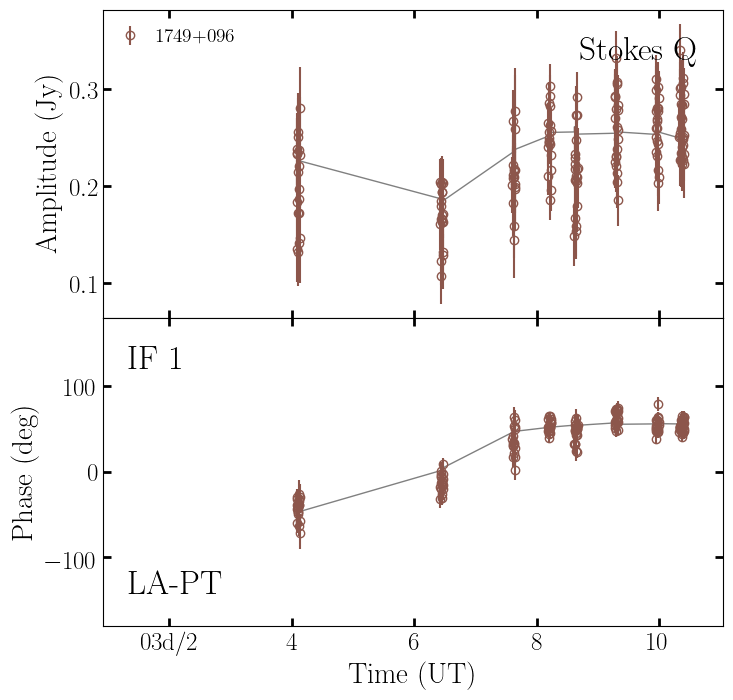 1749+096
Stokes Q
0.3
0.2
0.1
Amplitude (Jy)
IF 1
100
0
−100
Phase (deg)
LA-PT
03d/2 4 6 8 10
Time (UT)